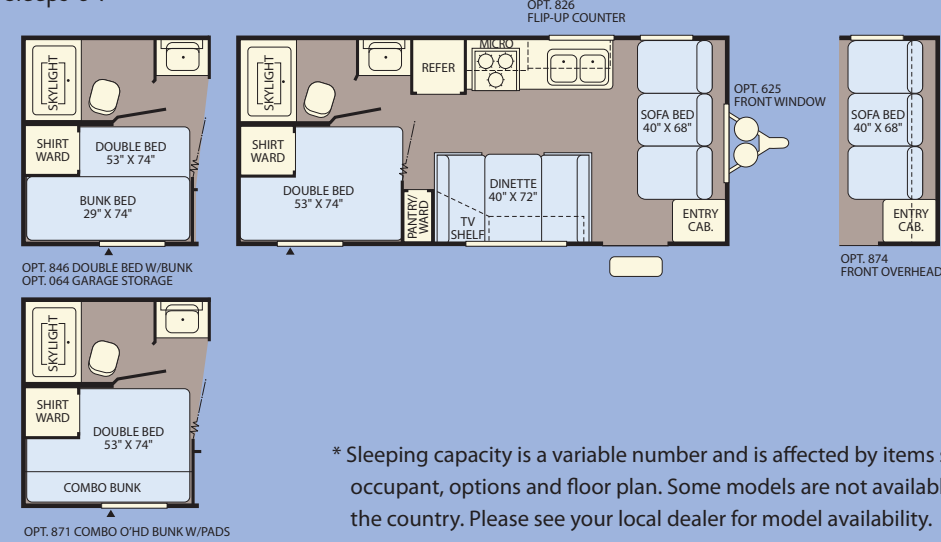 OPT. 826
FLIP-UP COUNTER
SKYLIGHT
SHIRT
WARD
DOUBLE BED
53" X 74"
BUNK BED
29" X 74"
OPT. 846 DOUBLE BED W/BUNK
OPT. 064 GARAGE STORAGE
SKYLIGHT
SHIRT
WARD
DOUBLE BED
53" X 74"
REFER
MICRO
PANTRY/
WARD
TV
SHELF
DINETTE
40" X 72"
SOFA BED
40" X 68"
ENTRY
CAB.
OPT. 625
FRONT WINDOW
SOFA BED
40" X 68"
ENTRY
CAB.
OPT. 874
FRONT OVERHEAD
SKYLIGHT
SHIRT
WARD
DOUBLE BED
53" X 74"
COMBO BUNK
OPT. 871 COMBO O'HD BUNK W/PADS
* Sleeping capacity is a variable number and is affected by items
occupant, options and floor plan. Some models are not
the country. Please see your local dealer for model availability.